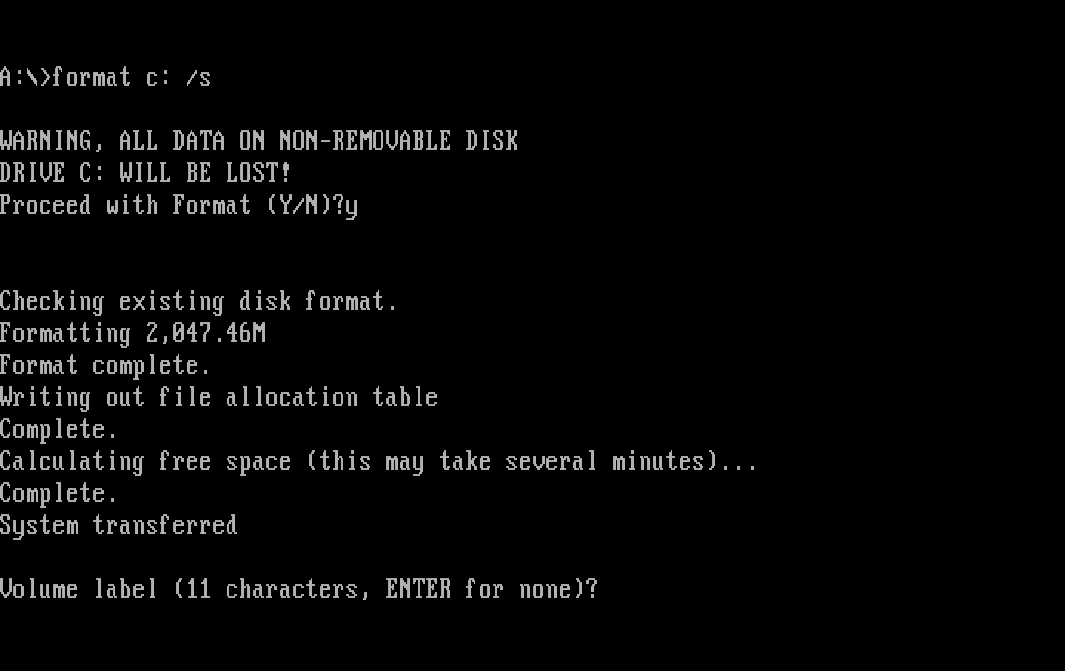 A:\>format c: /s
WARNING, ALL DATA ON NON-REMOVABLE DISK
DRIVE C: WILL BE LOST!
Proceed with Format (Y/N)?y
Checking existing disk format.
Formatting 2,047.46M
Format complete.
Writing out file allocation table
Complete.
Calculating free space (this may take several minutes)...
Complete.
System transferred
Volume label (11 characters, ENTER for none)?